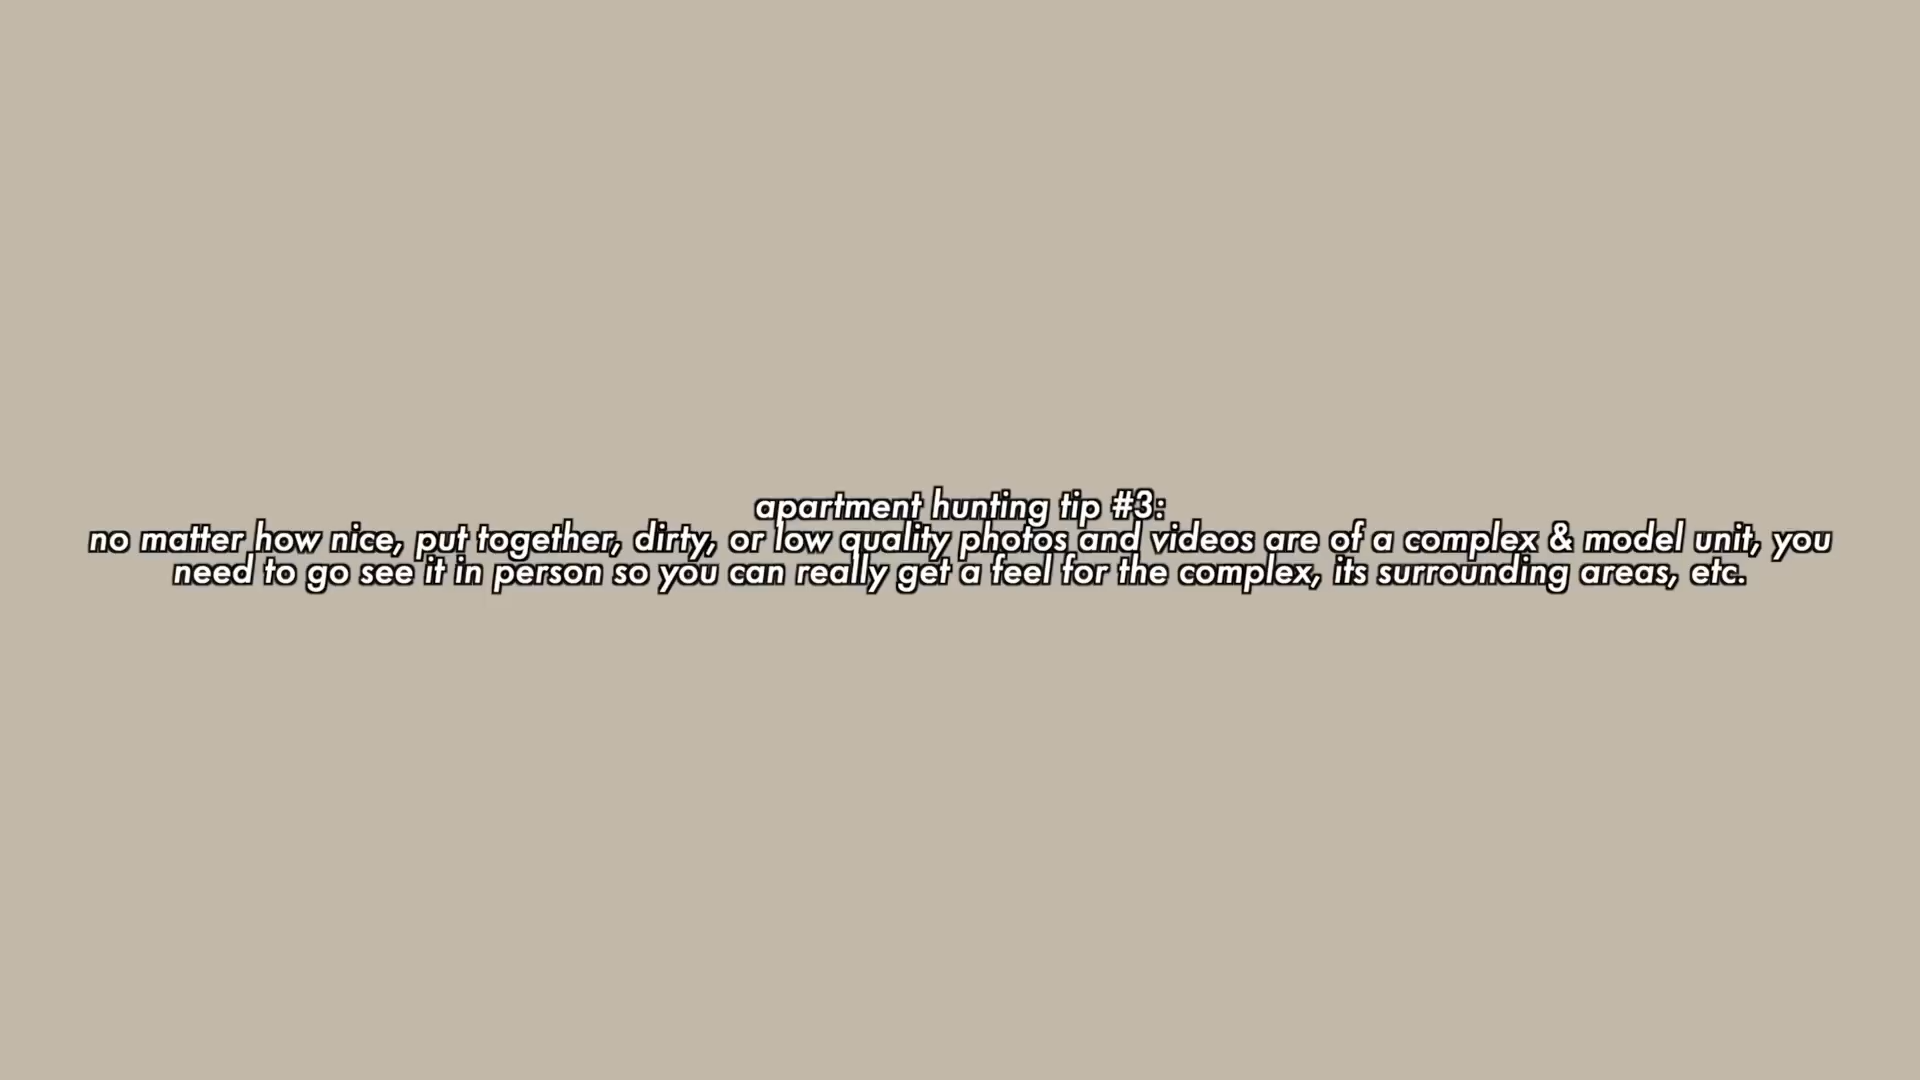 apartment hunting tip #3:
no matter how nice, put together, dirty, or low quality photos and videos are of a complex & model unit, you
need to go see it in person so you can really get a feel for the complex, its surrounding areas, etc.